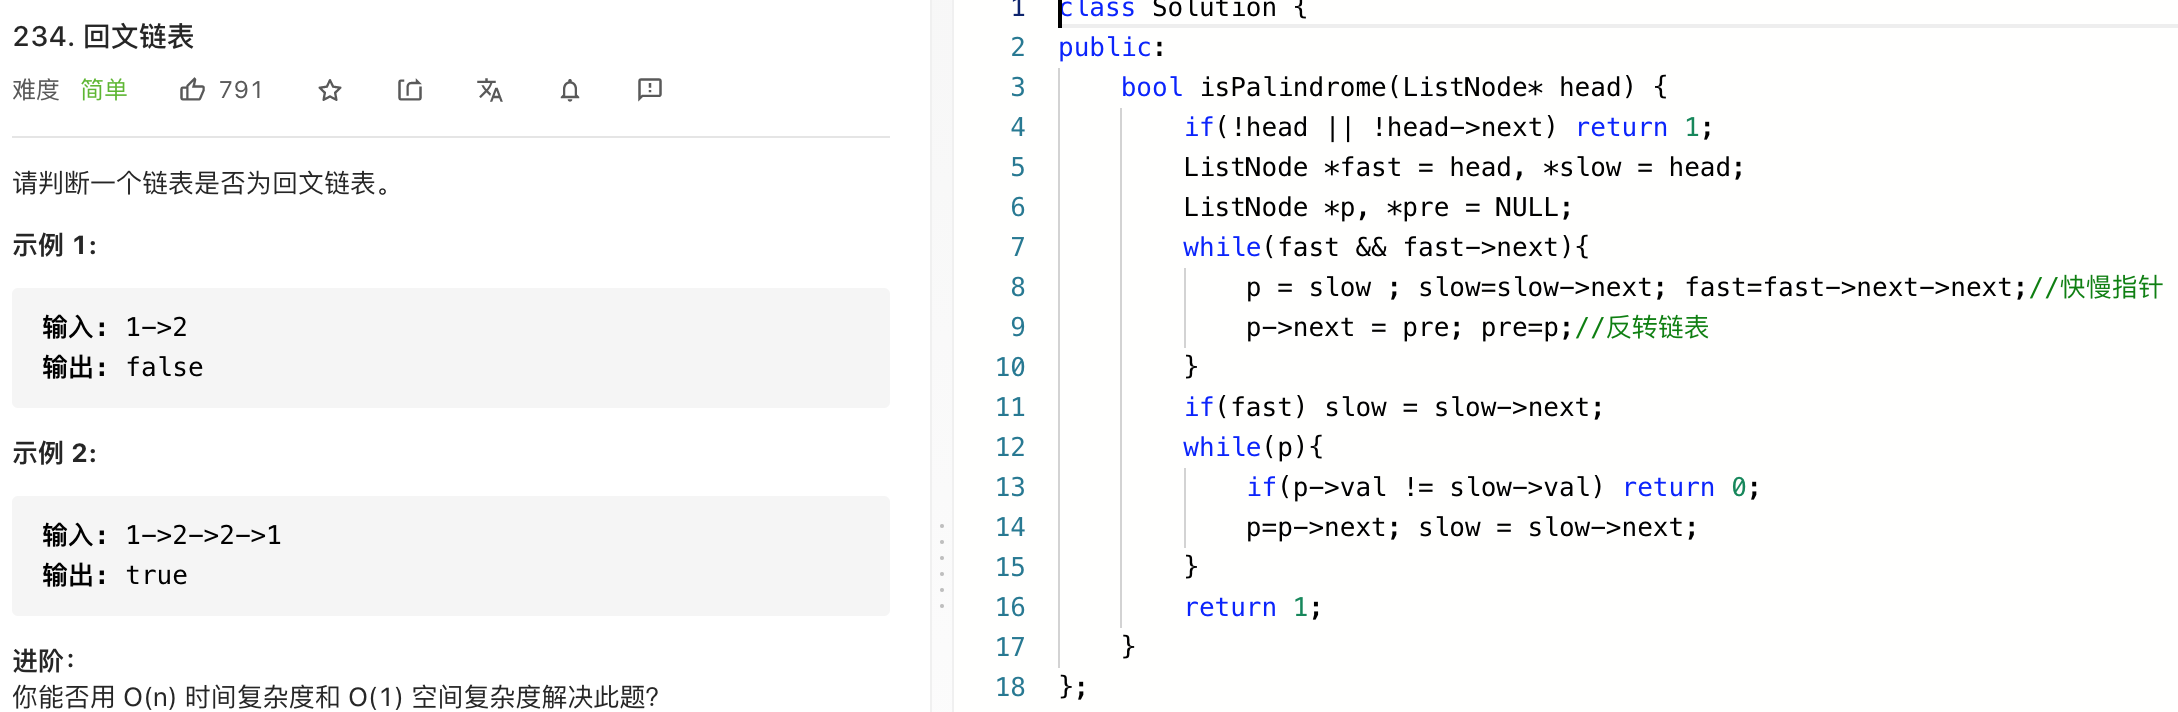 234. 回文链表
难度 简单 791
请判断一个链表是否为回文链表。
示例 1:
输入: 1->2
输出: false
示例 2:
输入: 1->2->2->1
输出: true
进阶：
你能否用 O(n) 时间复杂度和 O(1) 空间复杂度解决此题？
1 class Solution {
2 public:
3 bool isPalindrome(ListNode* head) {
4 if(!head || !head->next) return 1;
5 ListNode *fast = head, *slow = head;
6 ListNode *p, *pre = NULL;
7 while(fast && fast->next){
8 p = slow ; slow=slow->next; fast=fast->next->next;//快慢指针
9 p->next = pre; pre=p;//反转链表
10 }
11 if(fast) slow = slow->next;
12 while(p){
13 if(p->val != slow->val) return 0;
14 p=p->next; slow = slow->next;
15 }
16 return 1;
17 }
18 };